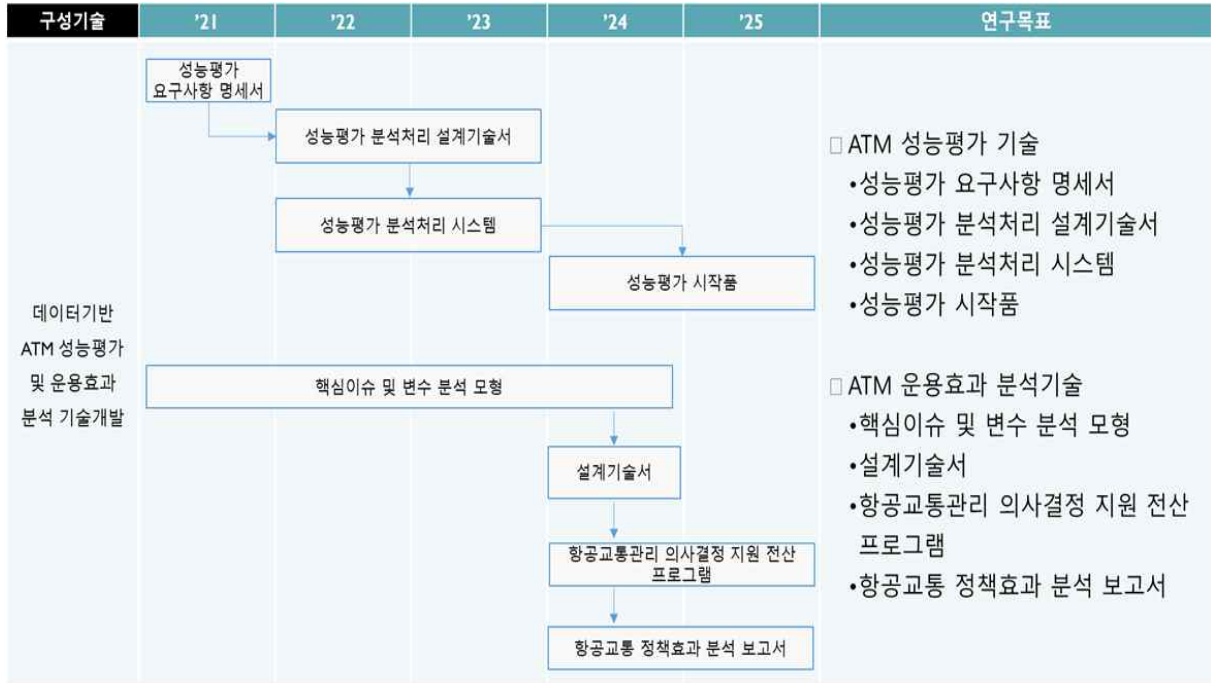 구성기술 '21 '22 '23 '24 '25 연구목표
성능평가
요구사항 명세서
성능평가 분석처리 설계기술서
성능평가 분석처리 시스템
성능평가 시작품
데이터기반
ATM 성능평가
및 운용효과
분석 기술개발
핵심이슈 및 변수 분석 모형
설계기술서
항공교통관리 의사결정 지원 전산
프로그램
항공교통 정책효과 분석 보고서
□ ATM 성능평가 기술
•성능평가 요구사항 명세서
•성능평가 분석처리 설계기술서
•성능평가 분석처리 시스템
•성능평가 시작품
□ ATM 운용효과 분석기술
•핵심이슈 및 변수 분석 모형
•설계기술서
•항공교통관리 의사결정 지원 전산
프로그램
•항공교통 정책효과 분석 보고서